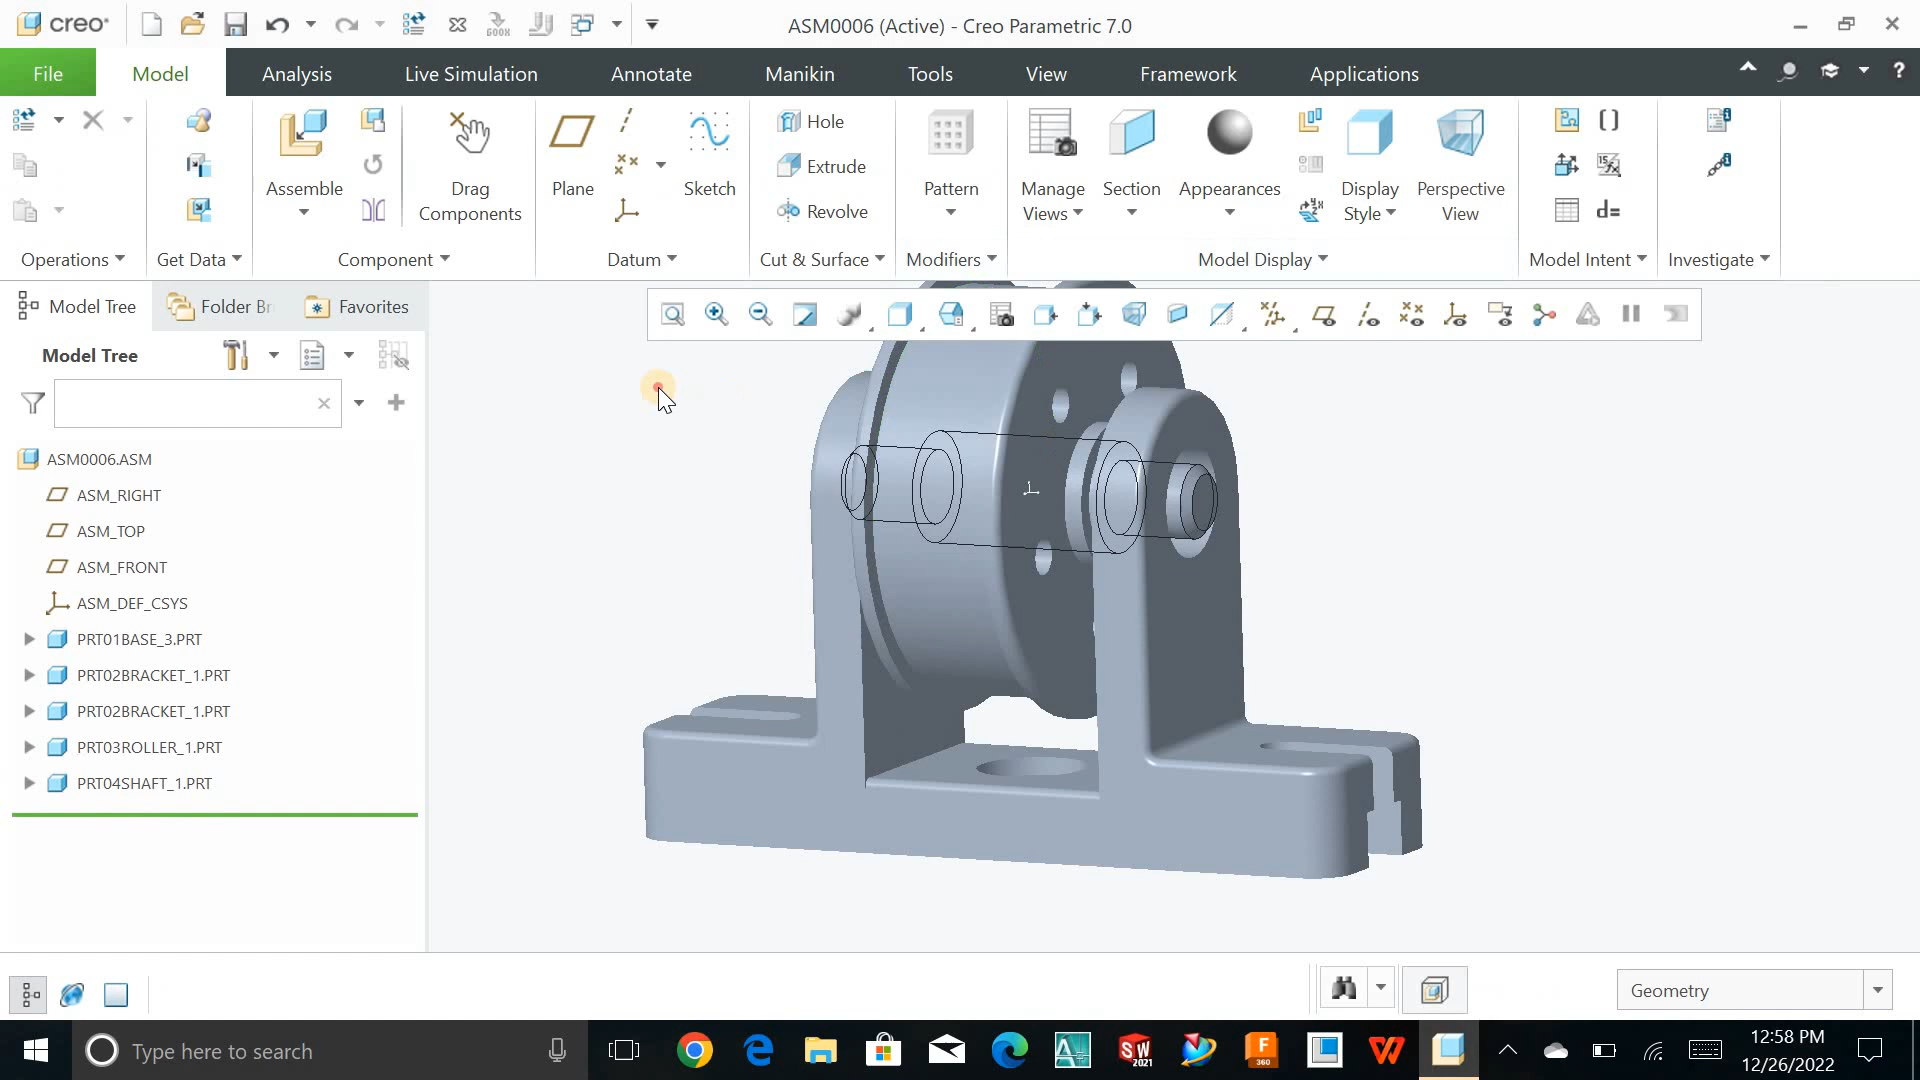 creo
ASM0006 (Active) - Creo Parametric 7.0
File
Model
Analysis
Live Simulation
Annotate
Manikin
Tools
View
Framework
Applications
Assemble
Drag
Components
Plane
Sketch
Hole
Extrude
Revolve
Pattern
Manage
Views
Section
Appearances
Display
Style
Perspective
View
Operations
Get Data
Component
Datum
Cut & Surface
Modifiers
Model Display
Model Intent
Investigate
Model Tree
Folder Br
Favorites
Model Tree
ASM0006.ASM
ASM_RIGHT
ASM_TOP
ASM_FRONT
ASM_DEF_CSYS
PRT01BASE_3.PRT
PRT02BRACKET_1.PRT
PRT02BRACKET_1.PRT
PRT03ROLLER_1.PRT
PRT04SHAFT_1.PRT
Geometry
Type here to search
12:58 PM
12/26/2022